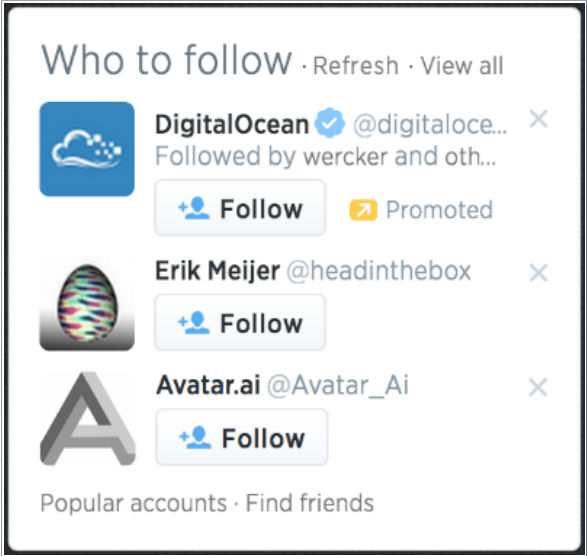 Who to follow · Refresh · View all
DigitalOcean @digitaloce...
Followed by wercker and oth...
Follow Promoted
Erik Meijer @headinthebox
Follow
Avatar.ai @Avatar_Ai
Follow
Popular accounts · Find friends